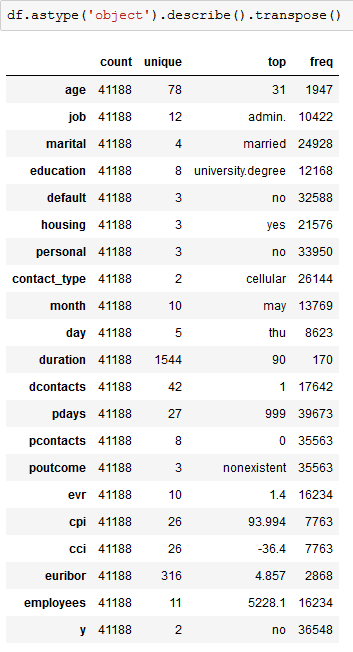 df.astype('object').describe().transpose()
count unique top freq
age 41188 78 31 1947
job 41188 12 admin. 10422
marital 41188 4 married 24928
education 41188 8 university.degree 12168
default 41188 3 no 32588
housing 41188 3 yes 21576
personal 41188 3 no 33950
contact_type 41188 2 cellular 26144
month 41188 10 may 13769
day 41188 5 thu 8623
duration 41188 1544 90 170
dcontacts 41188 42 1 17642
pdays 41188 27 999 39673
pcontacts 41188 8 0 35563
poutcome 41188 3 nonexistent 35563
evr 41188 10 1.4 16234
cpi 41188 26 93.994 7763
cci 41188 26 -36.4 7763
euribor 41188 316 4.857 2868
employees 41188 11 5228.1 16234
y 41188 2 no 36548